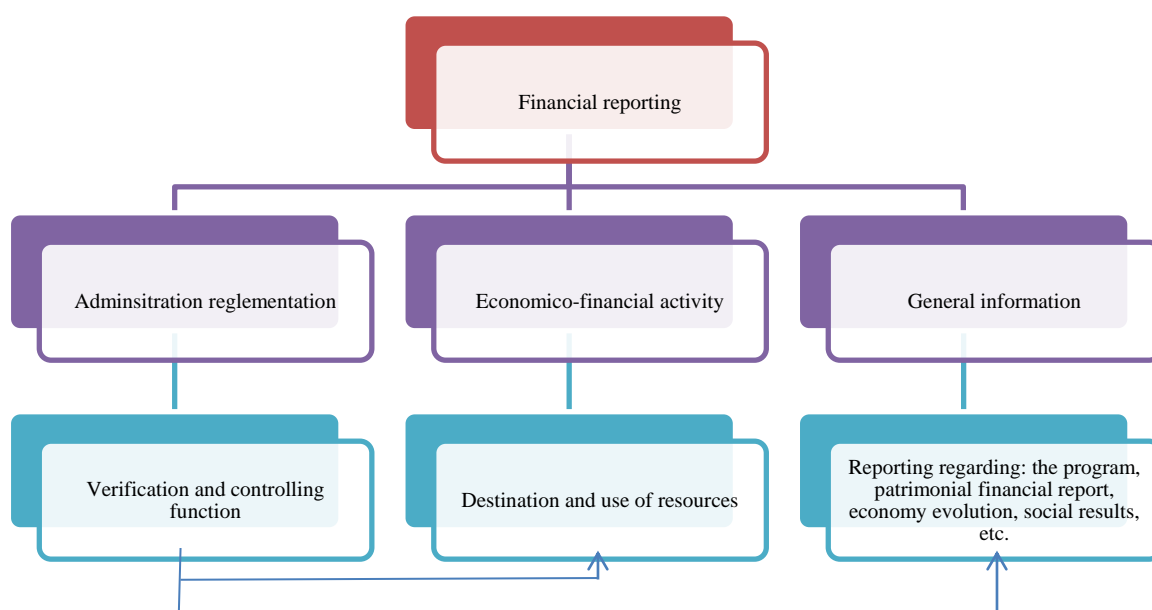 Financial reporting
Adminsitration reglementation
Economico-financial activity
General information
Verification and controlling
function
Destination and use of resources
Reporting regarding: the program,
patrimonial financial report,
economy evolution, social results,
etc.